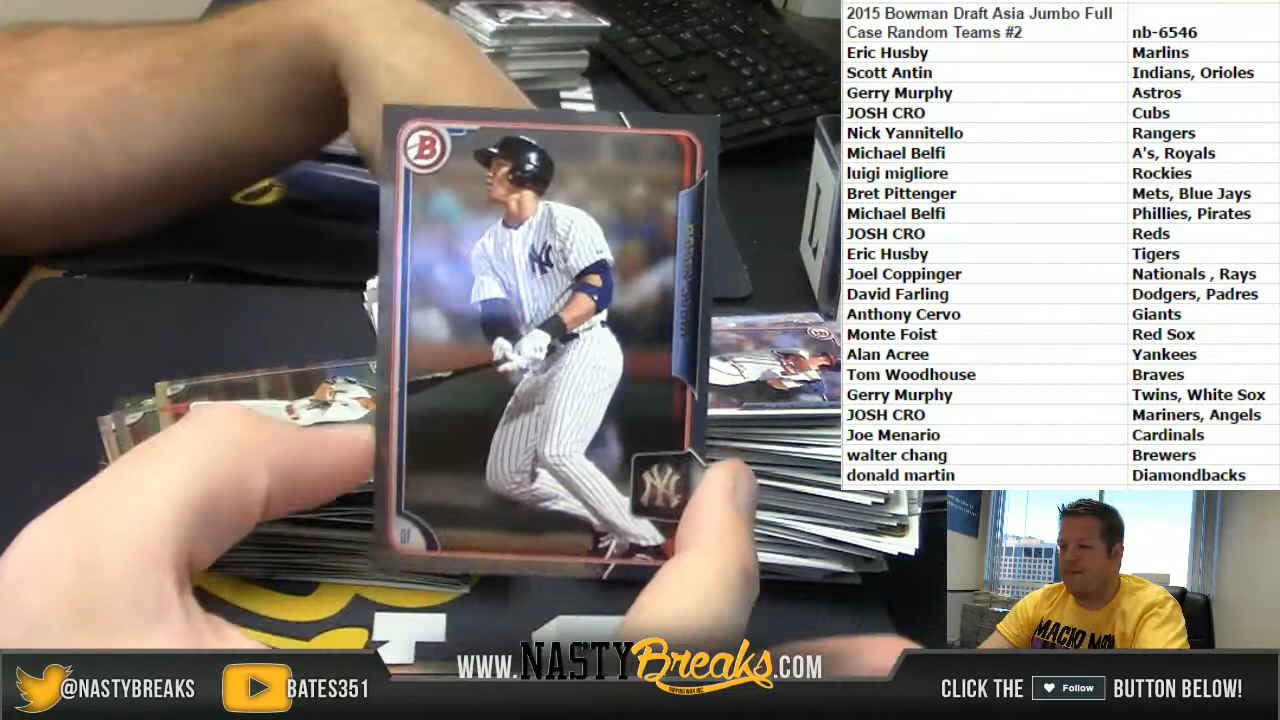 2015 Bowman Draft Asia Jumbo Full
Case Random Teams #2 nb-6546
Eric Husby Marlins
Scott Antin Indians, Orioles
Gerry Murphy Astros
JOSH CRO Cubs
Nick Yannitello Rangers
Michael Belfi A's, Royals
luigi migliore Rockies
Bret Pittenger Mets, Blue Jays
Michael Belfi Phillies, Pirates
JOSH CRO Reds
Eric Husby Tigers
Joel Coppinger Nationals , Rays
David Farling Dodgers, Padres
Anthony Cervo Giants
Monte Foist Red Sox
Alan Acree Yankees
Tom Woodhouse Braves
Gerry Murphy Twins, White Sox
JOSH CRO Mariners, Angels
Joe Menario Cardinals
walter chang Brewers
donald martin Diamondbacks
B
NY
NY
OF
MACHO MAN
@NASTYBREAKS
BATES351
WWW.NASTYBreaks.COM
CLICK THE Follow BUTTON BELOW!